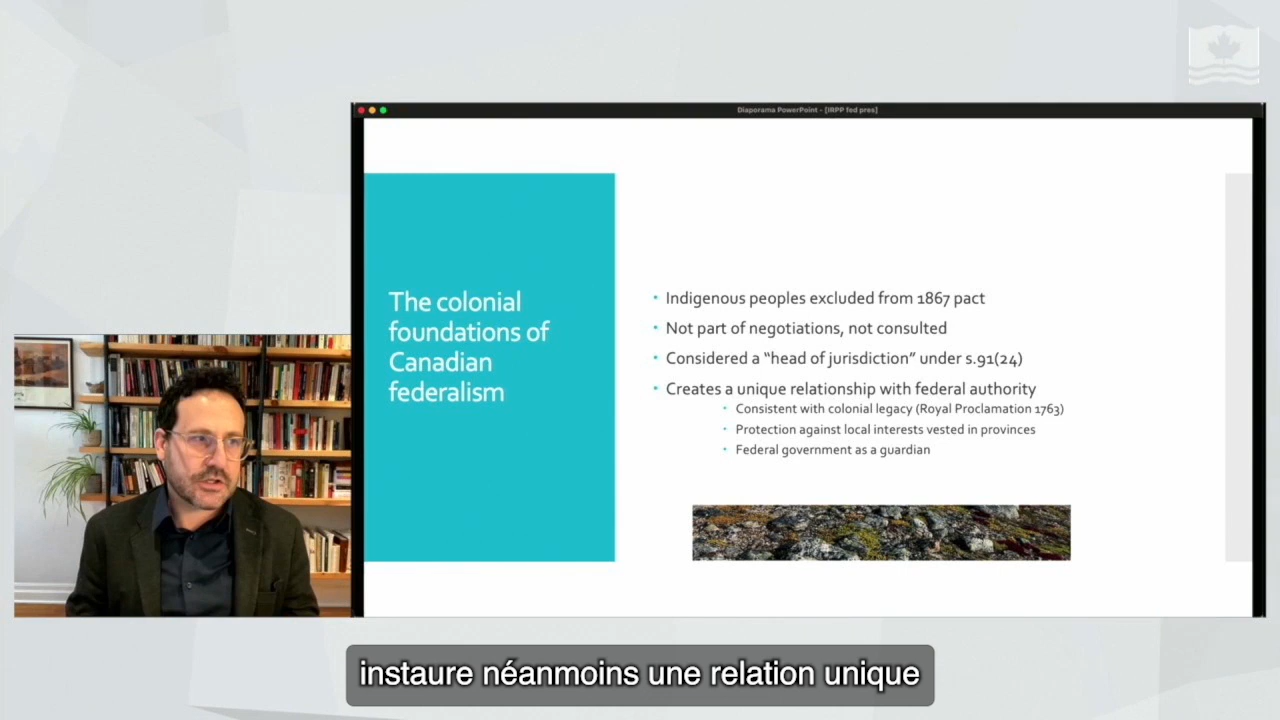 Diaporama PowerPoint - [IRPP fed pres]
The colonial
foundations of
Canadian
federalism
• Indigenous peoples excluded from 1867 pact
• Not part of negotiations, not consulted
• Considered a “head of jurisdiction” under s.91(24)
• Creates a unique relationship with federal authority
• Consistent with colonial legacy (Royal Proclamation 1763)
• Protection against local interests vested in provinces
• Federal government as a guardian
instaure néanmoins une relation unique